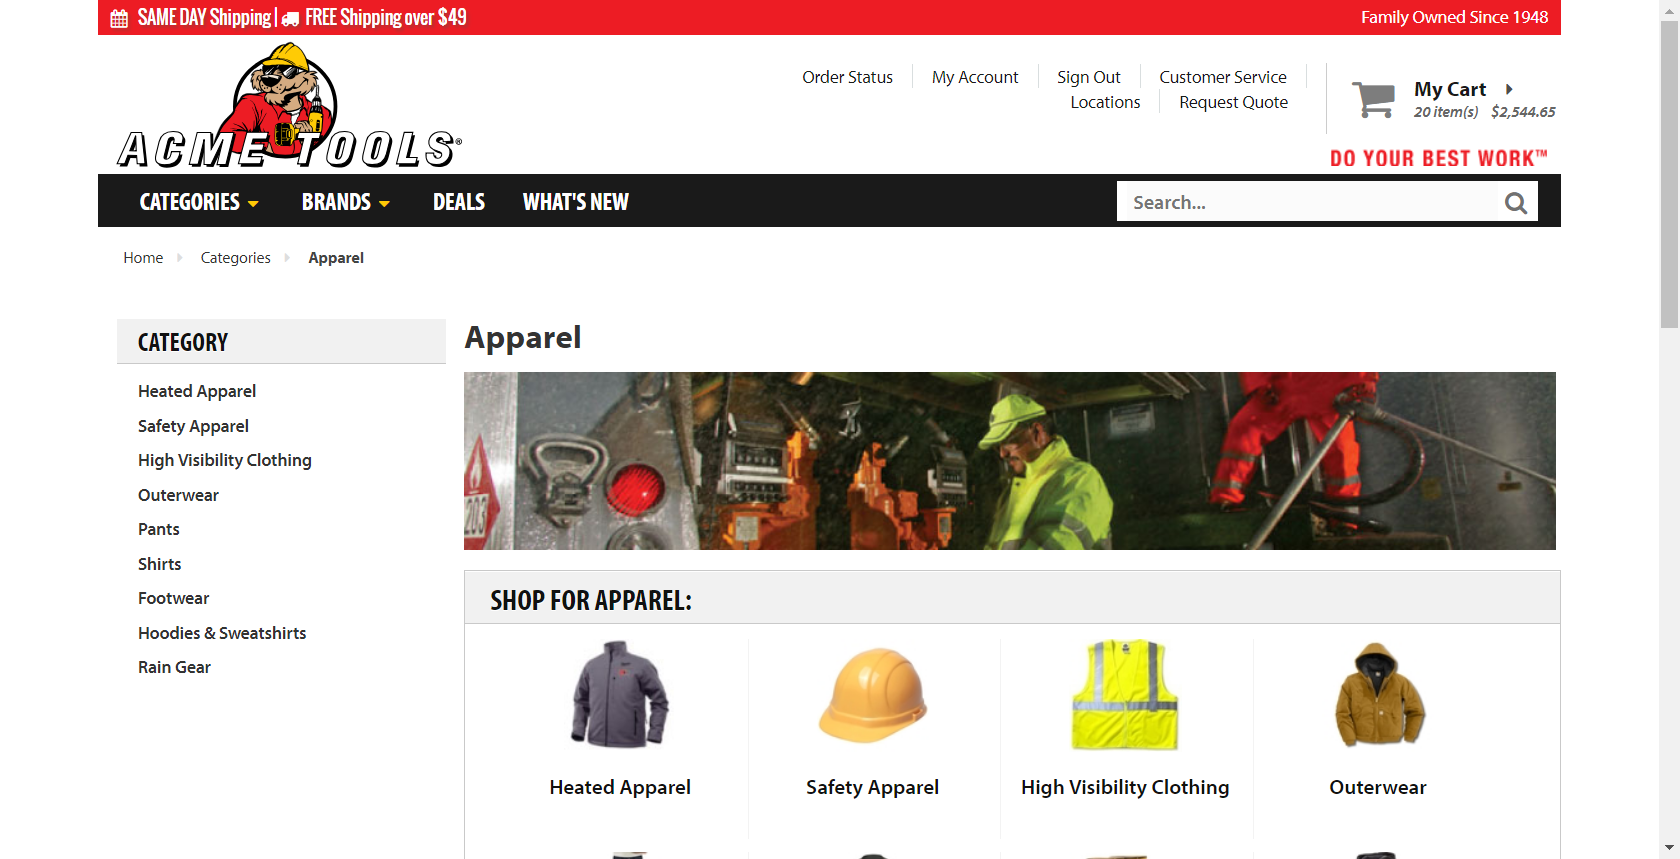 SAME DAY Shipping | FREE Shipping over $49
Family Owned Since 1948
ACME TOOLS®
Order Status
My Account
Sign Out
Customer Service
Locations
Request Quote
My Cart
20 item(s) $2,544.65
DO YOUR BEST WORK™
CATEGORIES
BRANDS
DEALS
WHAT'S NEW
Search...
Home
Categories
Apparel
CATEGORY
Heated Apparel
Safety Apparel
High Visibility Clothing
Outerwear
Pants
Shirts
Footwear
Hoodies & Sweatshirts
Rain Gear
Apparel
1203
SHOP FOR APPAREL:
Heated Apparel
Safety Apparel
High Visibility Clothing
Outerwear